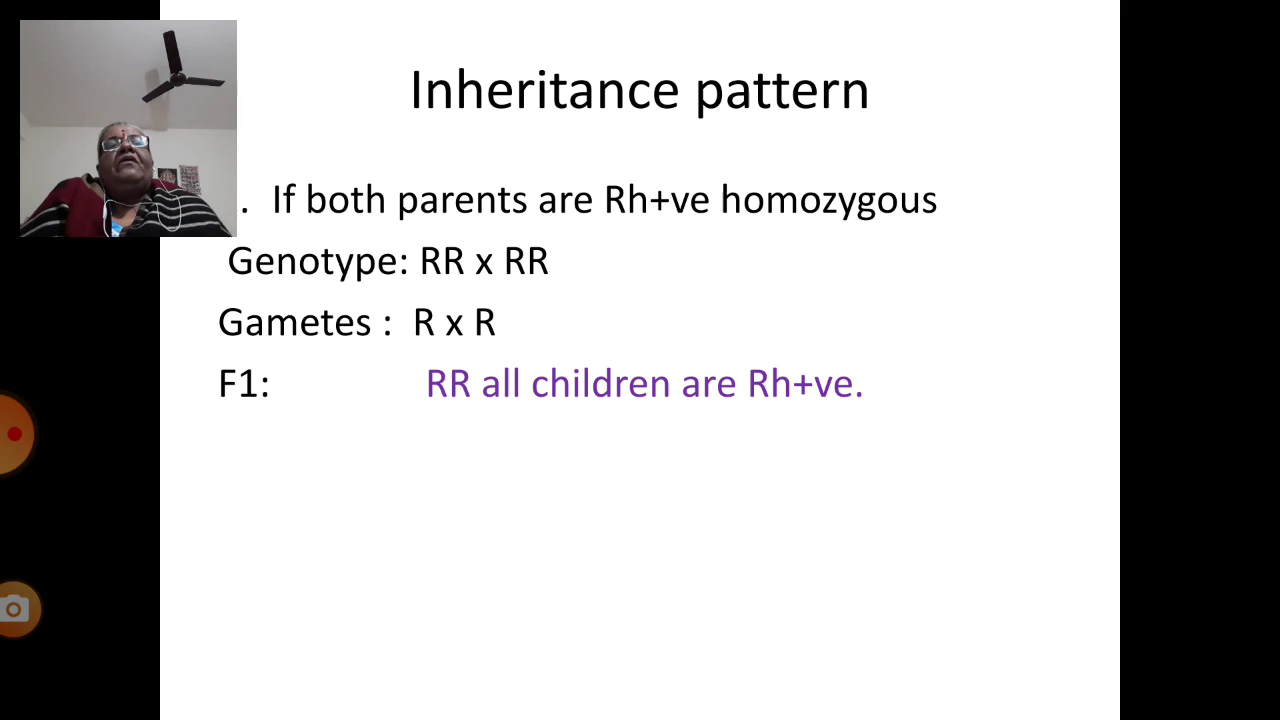 Inheritance pattern
. If both parents are Rh+ve homozygous
Genotype: RR x RR
Gametes : R x R
F1: RR all children are Rh+ve.